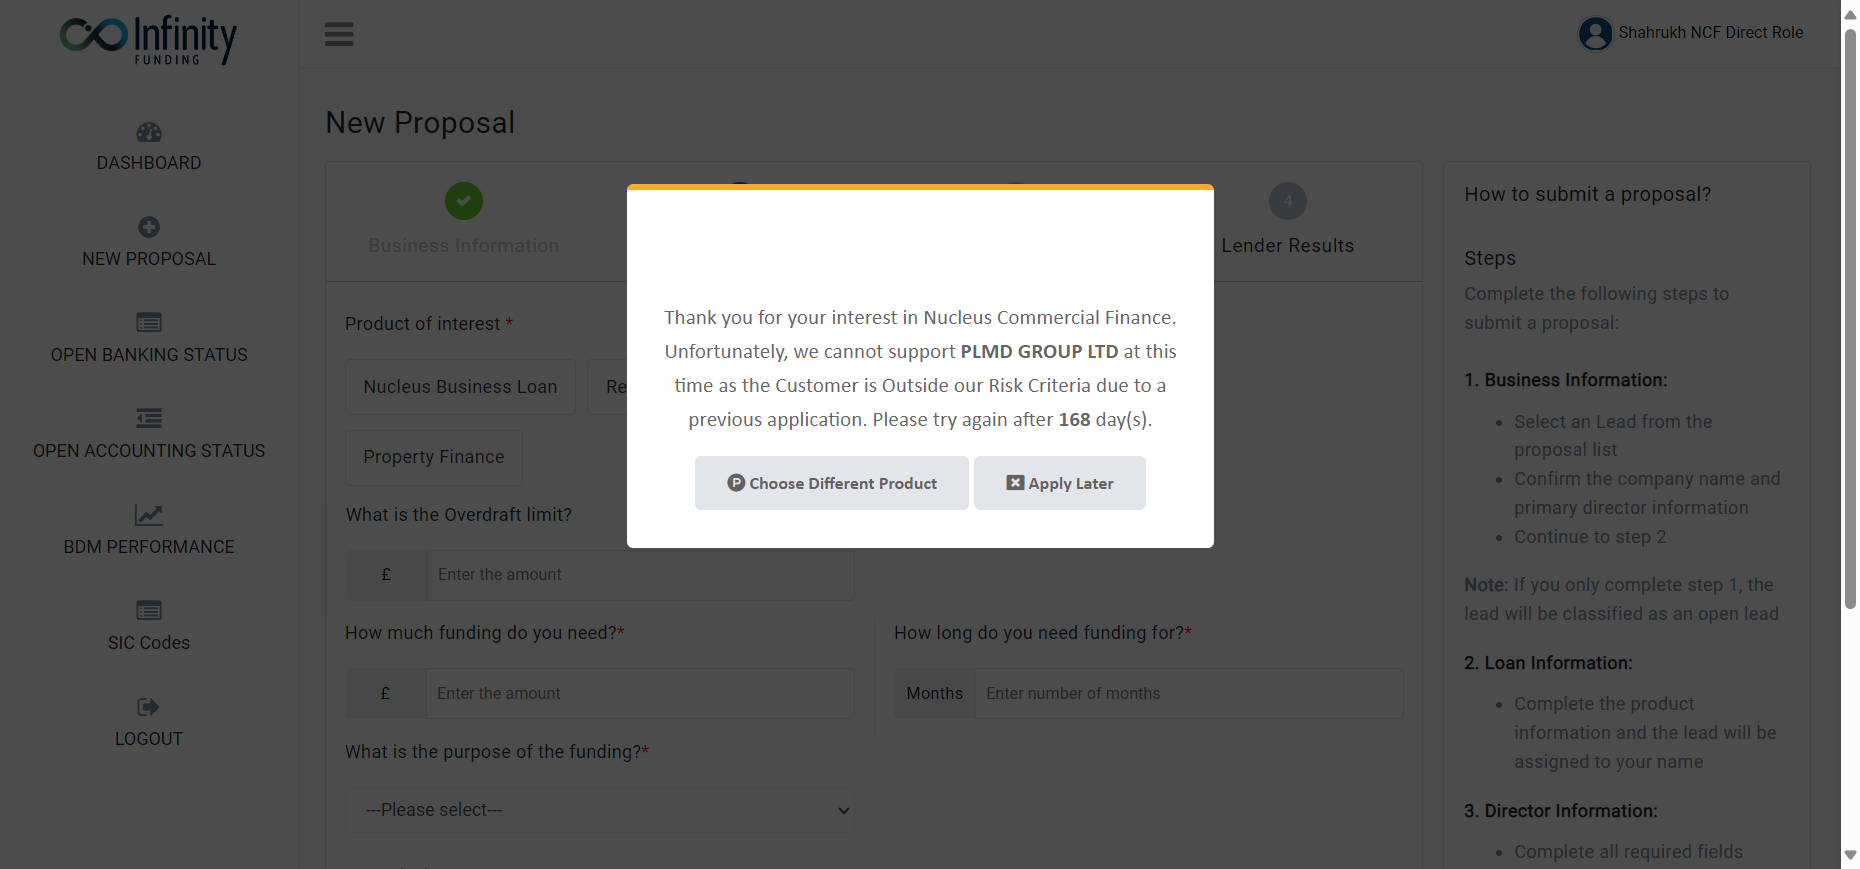 Infinity
FUNDING
Shahrukh NCF Direct Role
DASHBOARD
NEW PROPOSAL
OPEN BANKING STATUS
OPEN ACCOUNTING STATUS
BDM PERFORMANCE
SIC Codes
LOGOUT
New Proposal
Business Information
4
Lender Results
Product of interest *
Nucleus Business Loan
Re
Property Finance
What is the Overdraft limit?
£
Enter the amount
How much funding do you need?*
£
Enter the amount
How long do you need funding for?*
Months
Enter number of months
What is the purpose of the funding?*
---Please select---
Thank you for your interest in Nucleus Commercial Finance.
Unfortunately, we cannot support PLMD GROUP LTD at this
time as the Customer is Outside our Risk Criteria due to a
previous application. Please try again after 168 day(s).
Choose Different Product
Apply Later
How to submit a proposal?
Steps
Complete the following steps to
submit a proposal:
1. Business Information:
• Select an Lead from the
proposal list
• Confirm the company name and
primary director information
• Continue to step 2
Note: If you only complete step 1, the
lead will be classified as an open lead
2. Loan Information:
• Complete the product
information and the lead will be
assigned to your name
3. Director Information:
• Complete all required fields